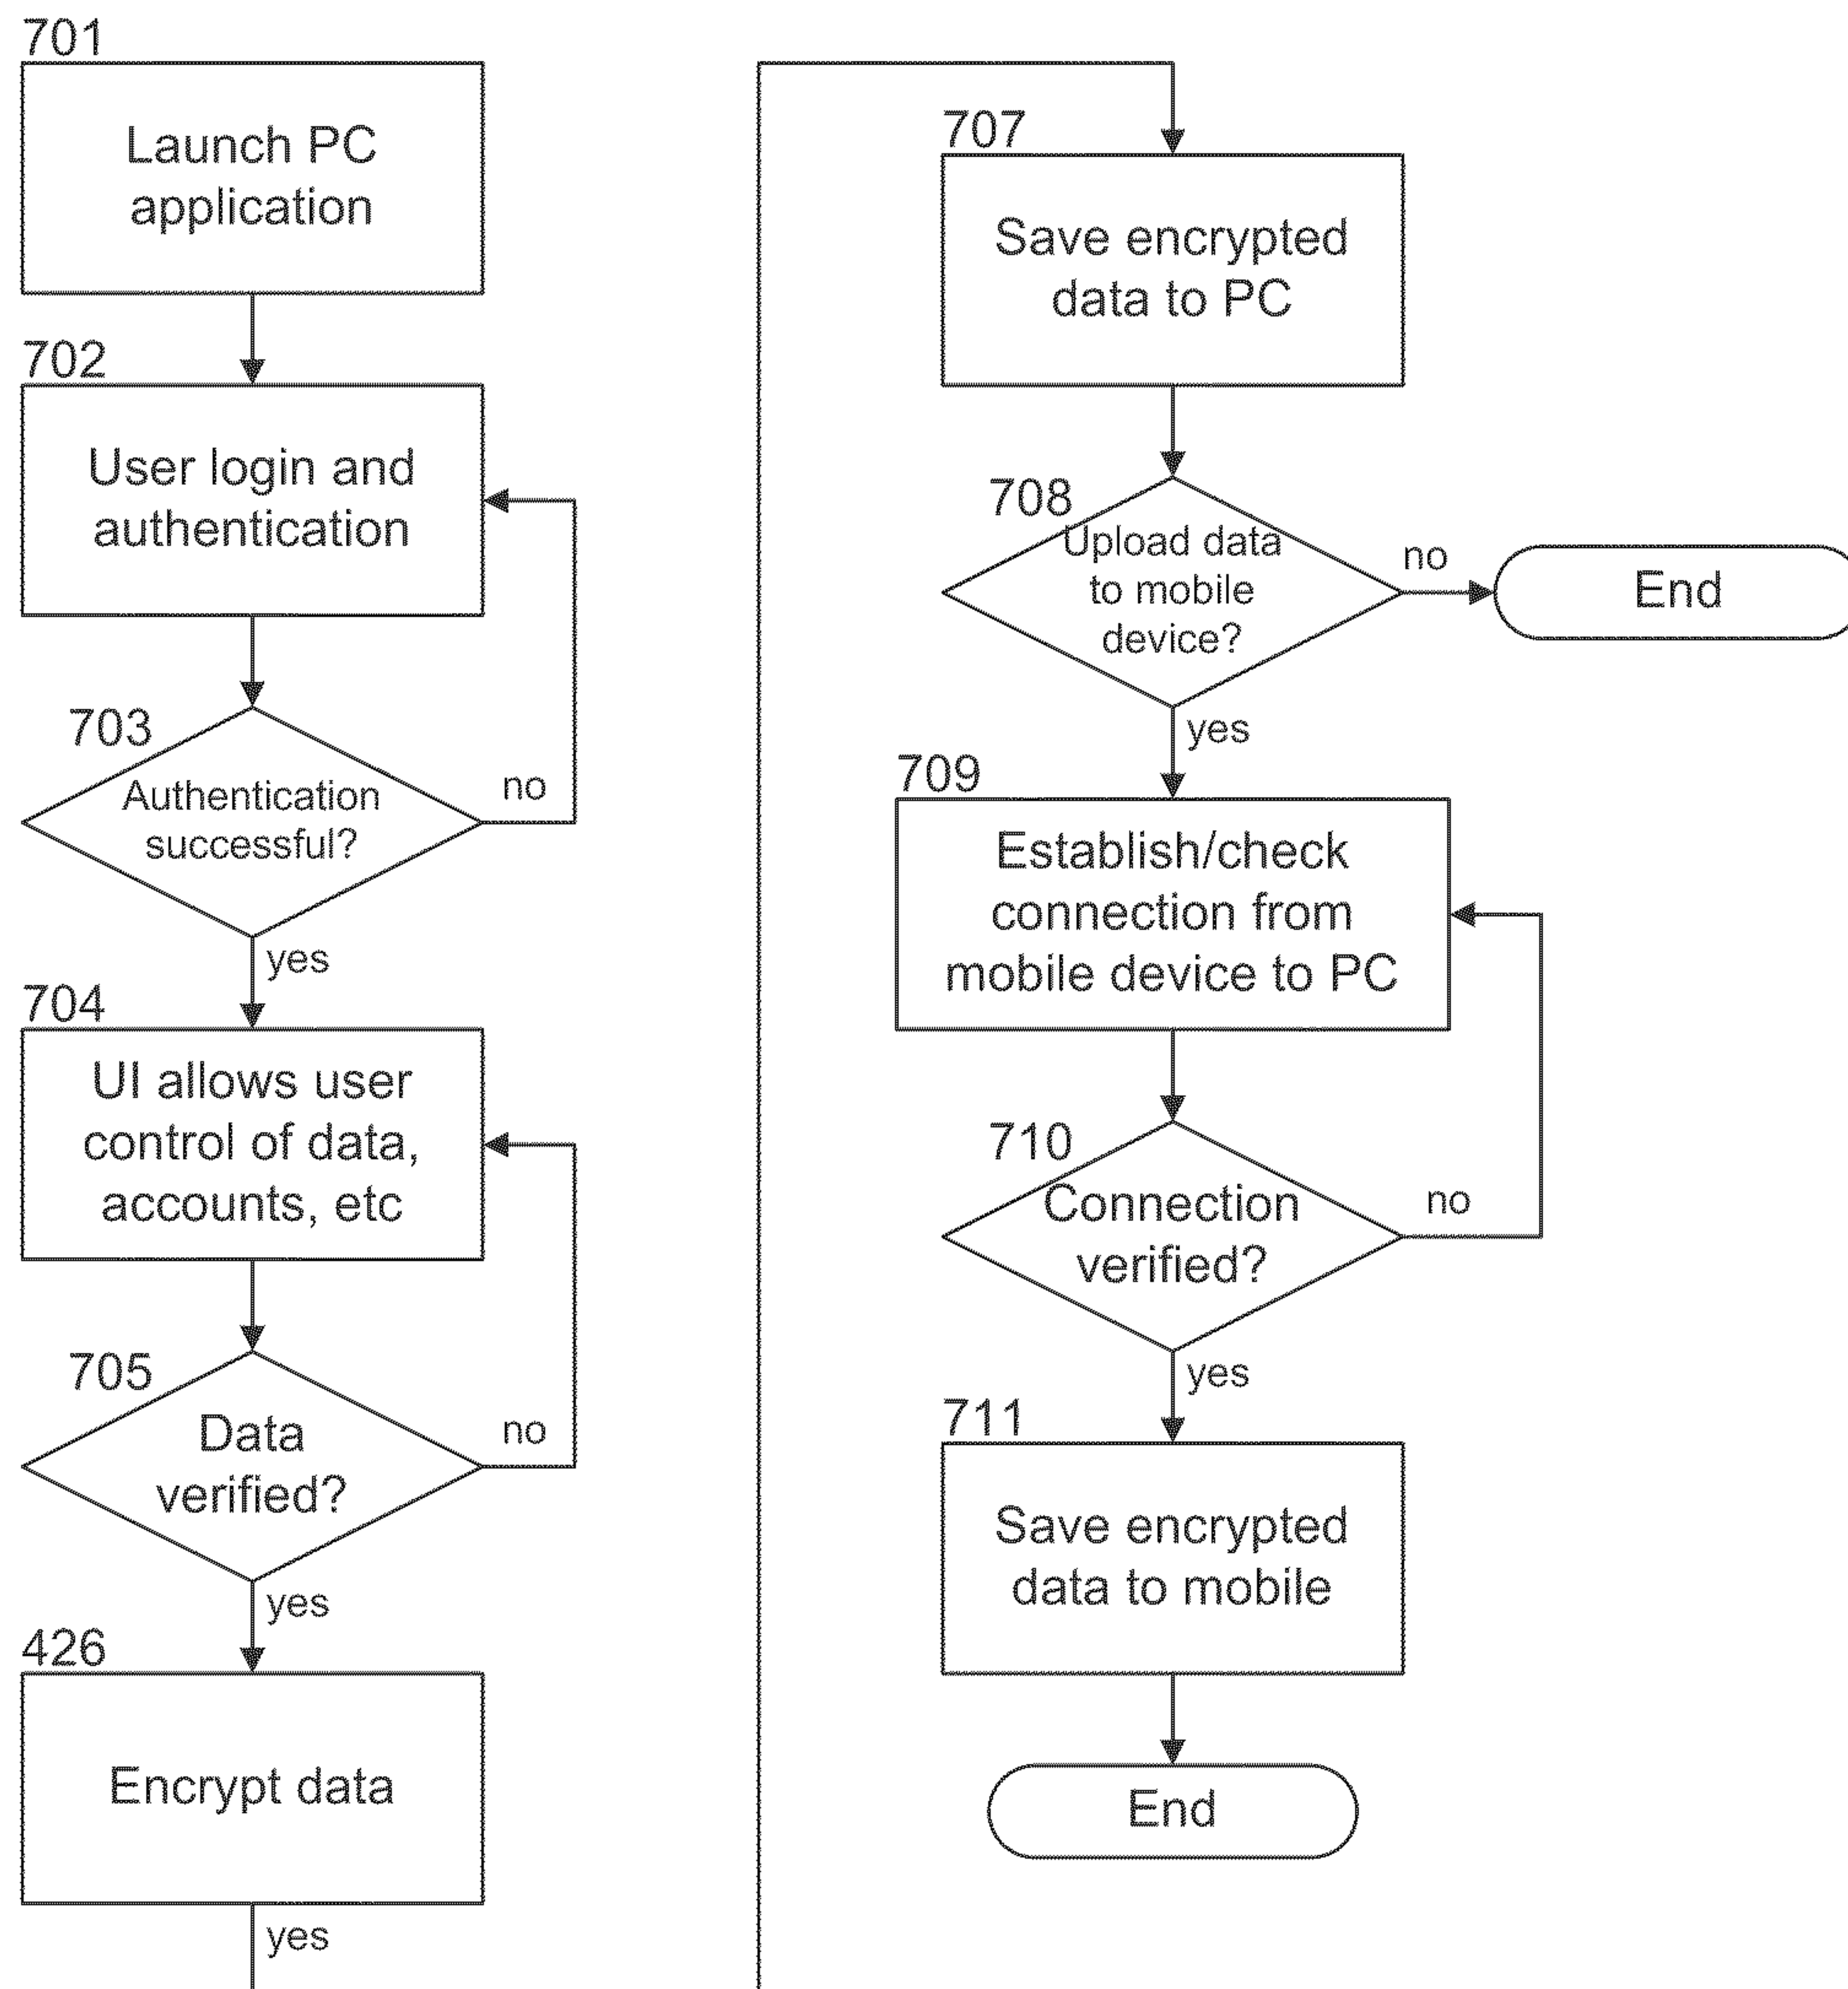 701
Launch PC
application
702
User login and
authentication
703
Authentication
successful?
no
yes
704
UI allows user
control of data,
accounts, etc
705
Data
verified?
no
yes
426
Encrypt data
yes
707
Save encrypted
data to PC
708
Upload data
to mobile
device?
no
End
yes
709
Establish/check
connection from
mobile device to PC
710
Connection
verified?
no
yes
711
Save encrypted
data to mobile
End